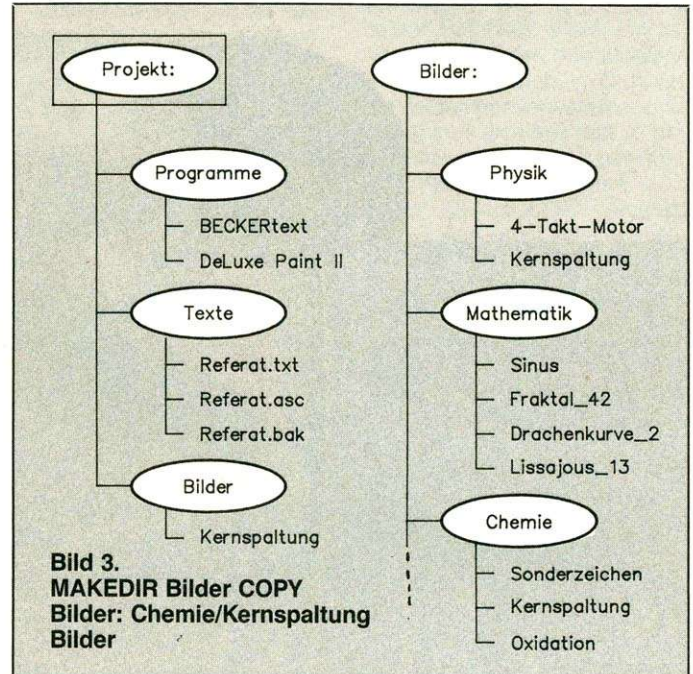 Projekt:
Programme
BECKERtext
DeLuxe Paint II
Texte
Referat.txt
Referat.asc
Referat.bak
Bilder
Kernspaltung
Bilder:
Physik
4-Takt-Motor
Kernspaltung
Mathematik
Sinus
Fraktal_42
Drachenkurve_2
Lissajous_13
Chemie
Sonderzeichen
Kernspaltung
Oxidation
Bild 3.
MAKEDIR Bilder COPY
Bilder: Chemie/Kernspaltung
Bilder